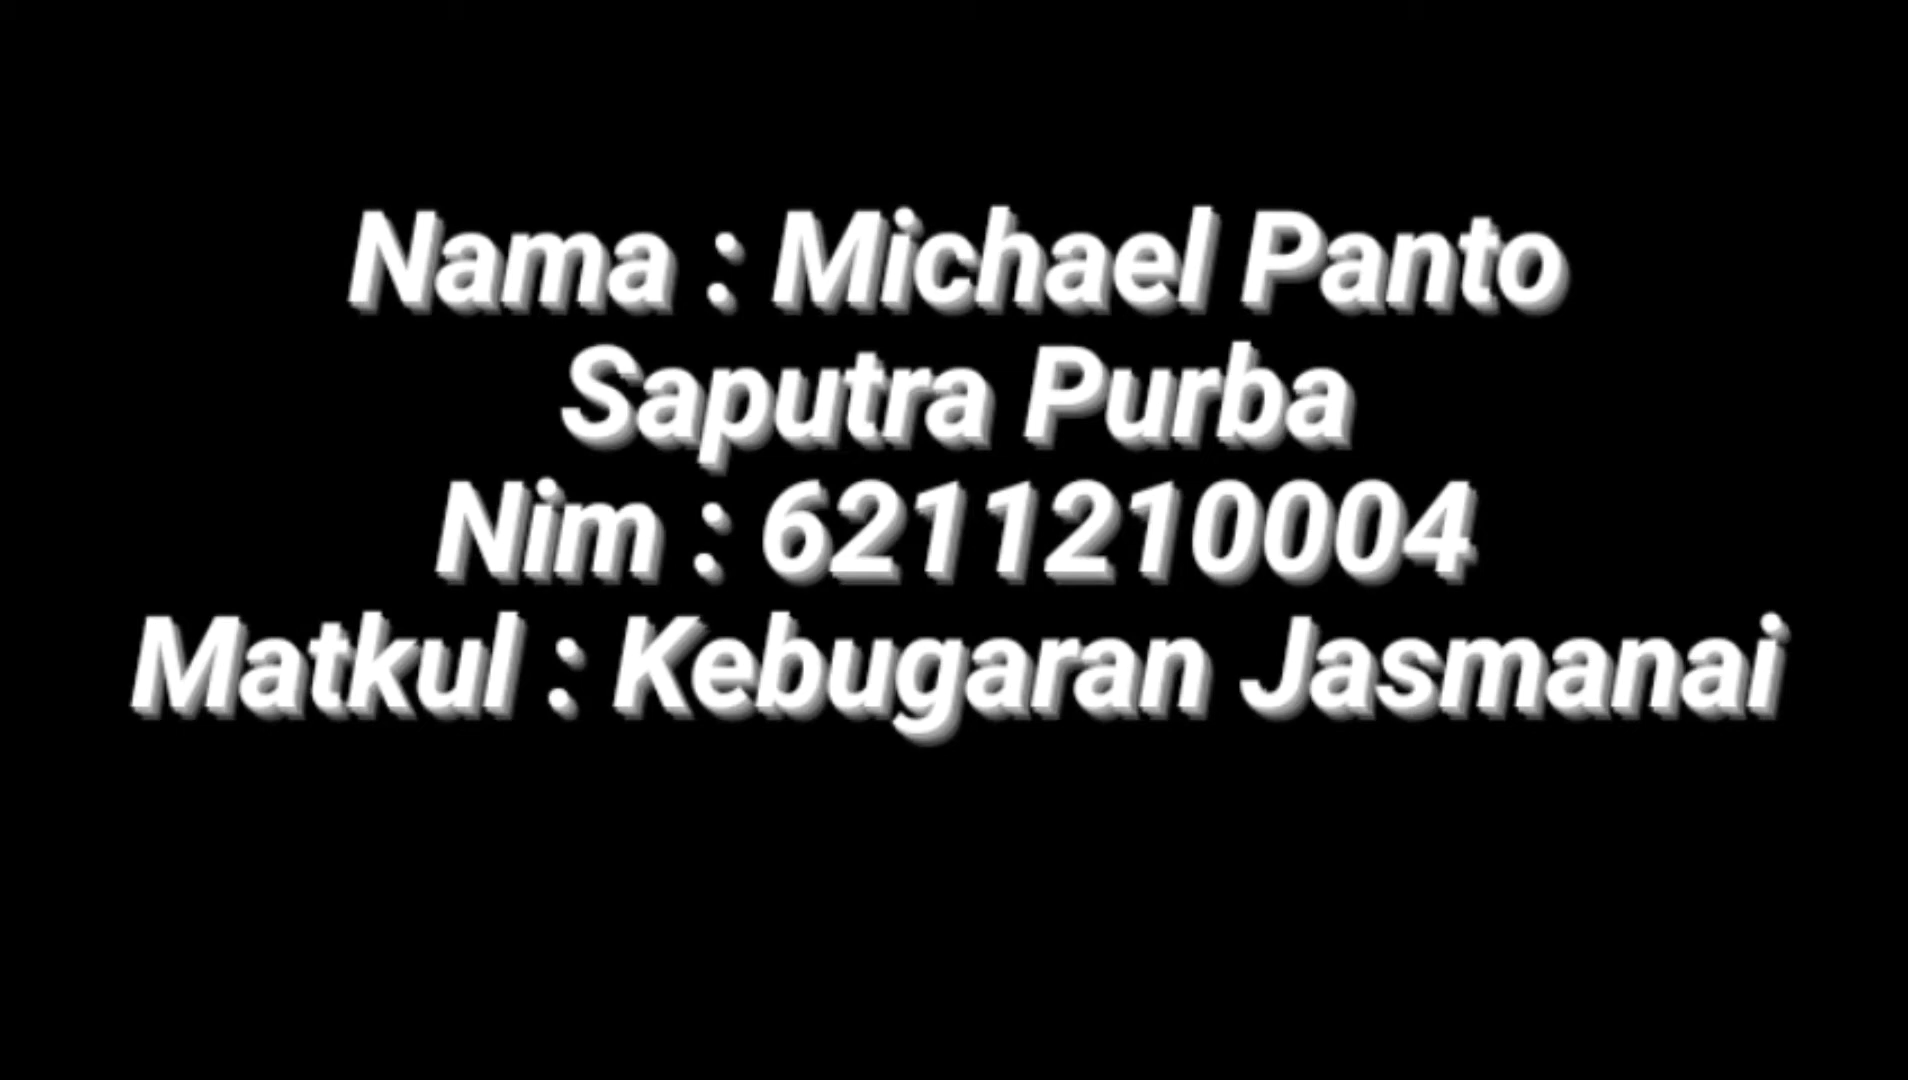 Nama : Michael Panto
Saputra Purba
Nim : 6211210004
Matkul : Kebugaran Jasmanai